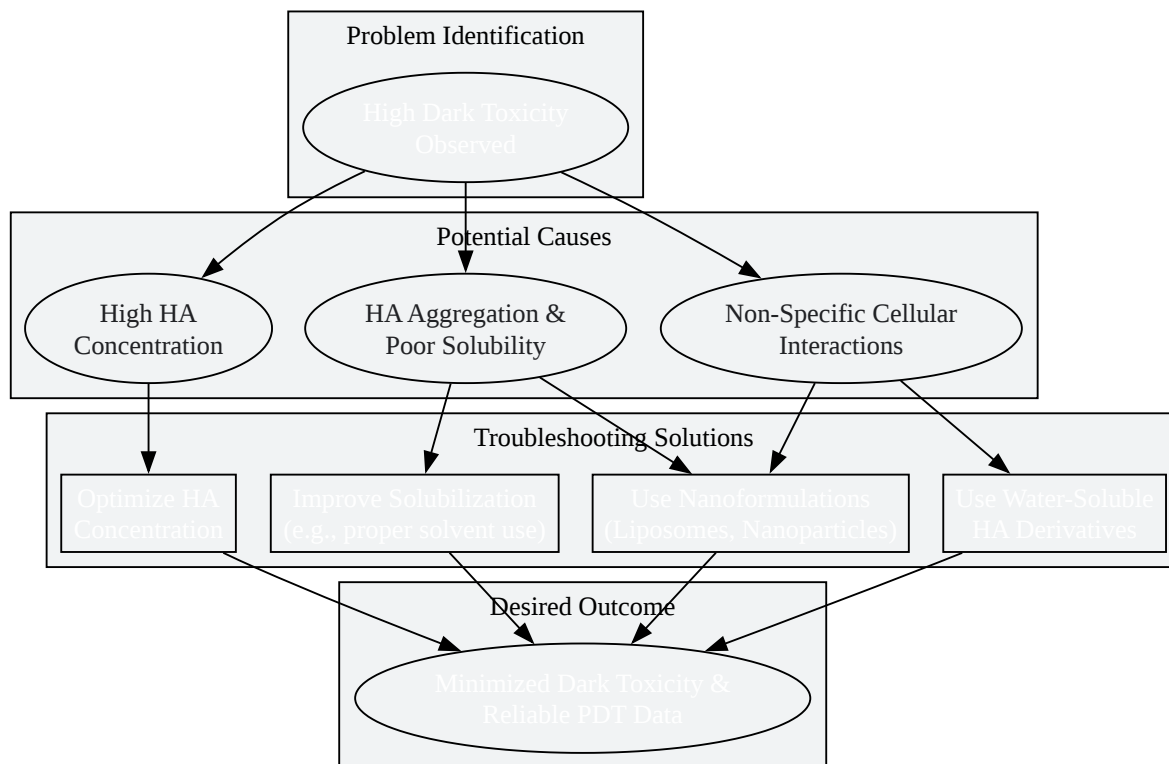 Problem Identification
High Dark Toxicity
Observed
Potential Causes
High HA
Concentration
HA Aggregation &
Poor Solubility
Non-Specific Cellular
Interactions
Troubleshooting Solutions
Optimize HA
Concentration
Improve Solubilization
(e.g., proper solvent use)
Use Nanoformulations
(Liposomes, Nanoparticles)
Use Water-Soluble
HA Derivatives
Desired Outcome
Minimized Dark Toxicity &
Reliable PDT Data